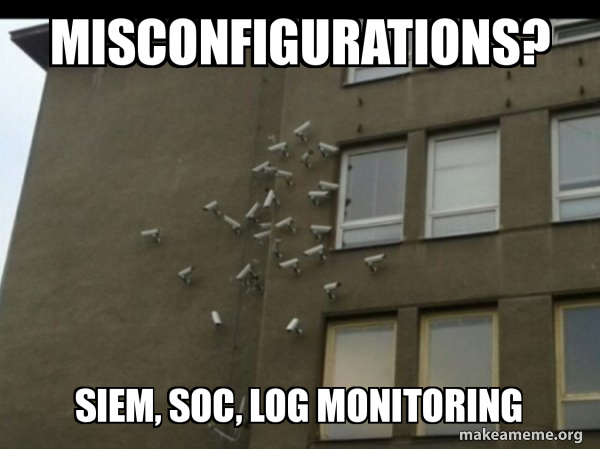 MISCONFIGURATIONS?
SIEM, SOC, LOG MONITORING
makeameme.org